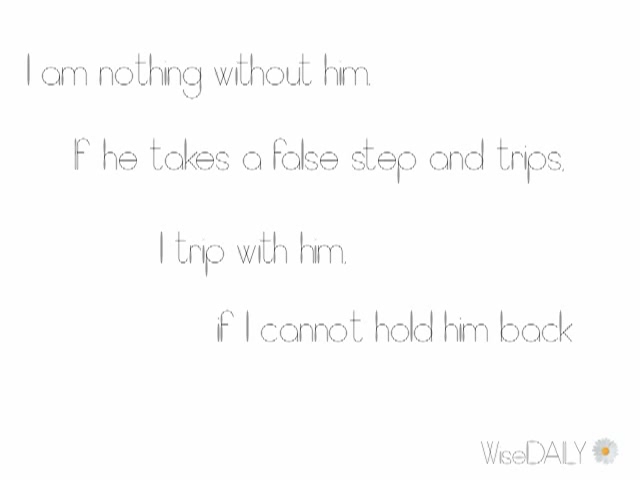 I am nothing without him.
If he takes a false step and trips,
I trip with him.
if I cannot hold him back
WiseDAILY